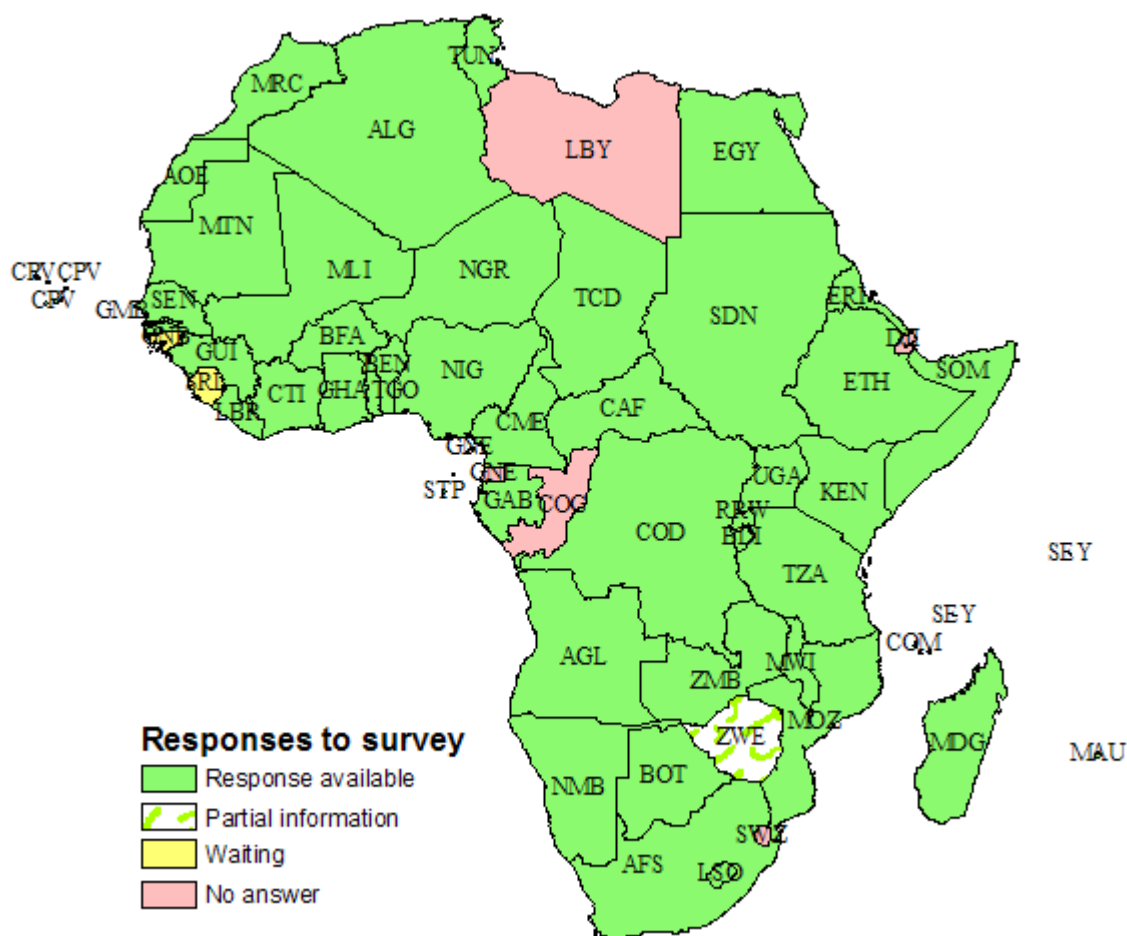 TUN
MRC
ALG
LBY
EGY
AOE
MTN
MLI
NGR
TCD
SDN
CPV
CPV
CPV
GMB
SEN
ERI
GNB
GUI
BFA
BEN
NIG
DJI
SOM
ETH
SRL
LBR
CTI
GHA
TGO
CME
CAF
GNE
GNE
STP
GAB
COG
COD
UGA
KEN
RRW
BDI
TZA
SEY
SEY
COM
AGL
ZMB
MWI
MOZ
ZWE
MDG
MAU
NMB
BOT
SWZ
AFS
LSO
Responses to survey
Response available
Partial information
Waiting
No answer